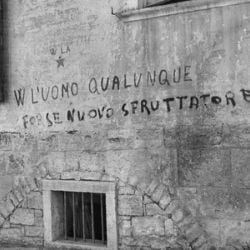 W LA
W L'UOMO QUALUNQUE
FORSE NUOVO SFRUTTATORE